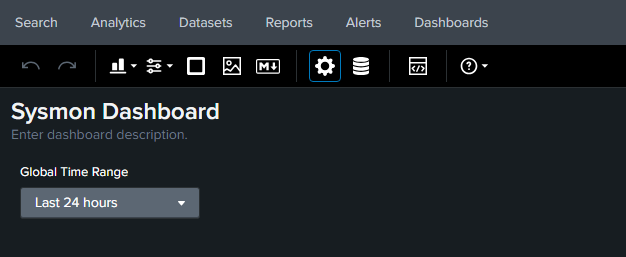 Search Analytics Datasets Reports Alerts Dashboards
M↓
Sysmon Dashboard
Enter dashboard description.
Global Time Range
Last 24 hours